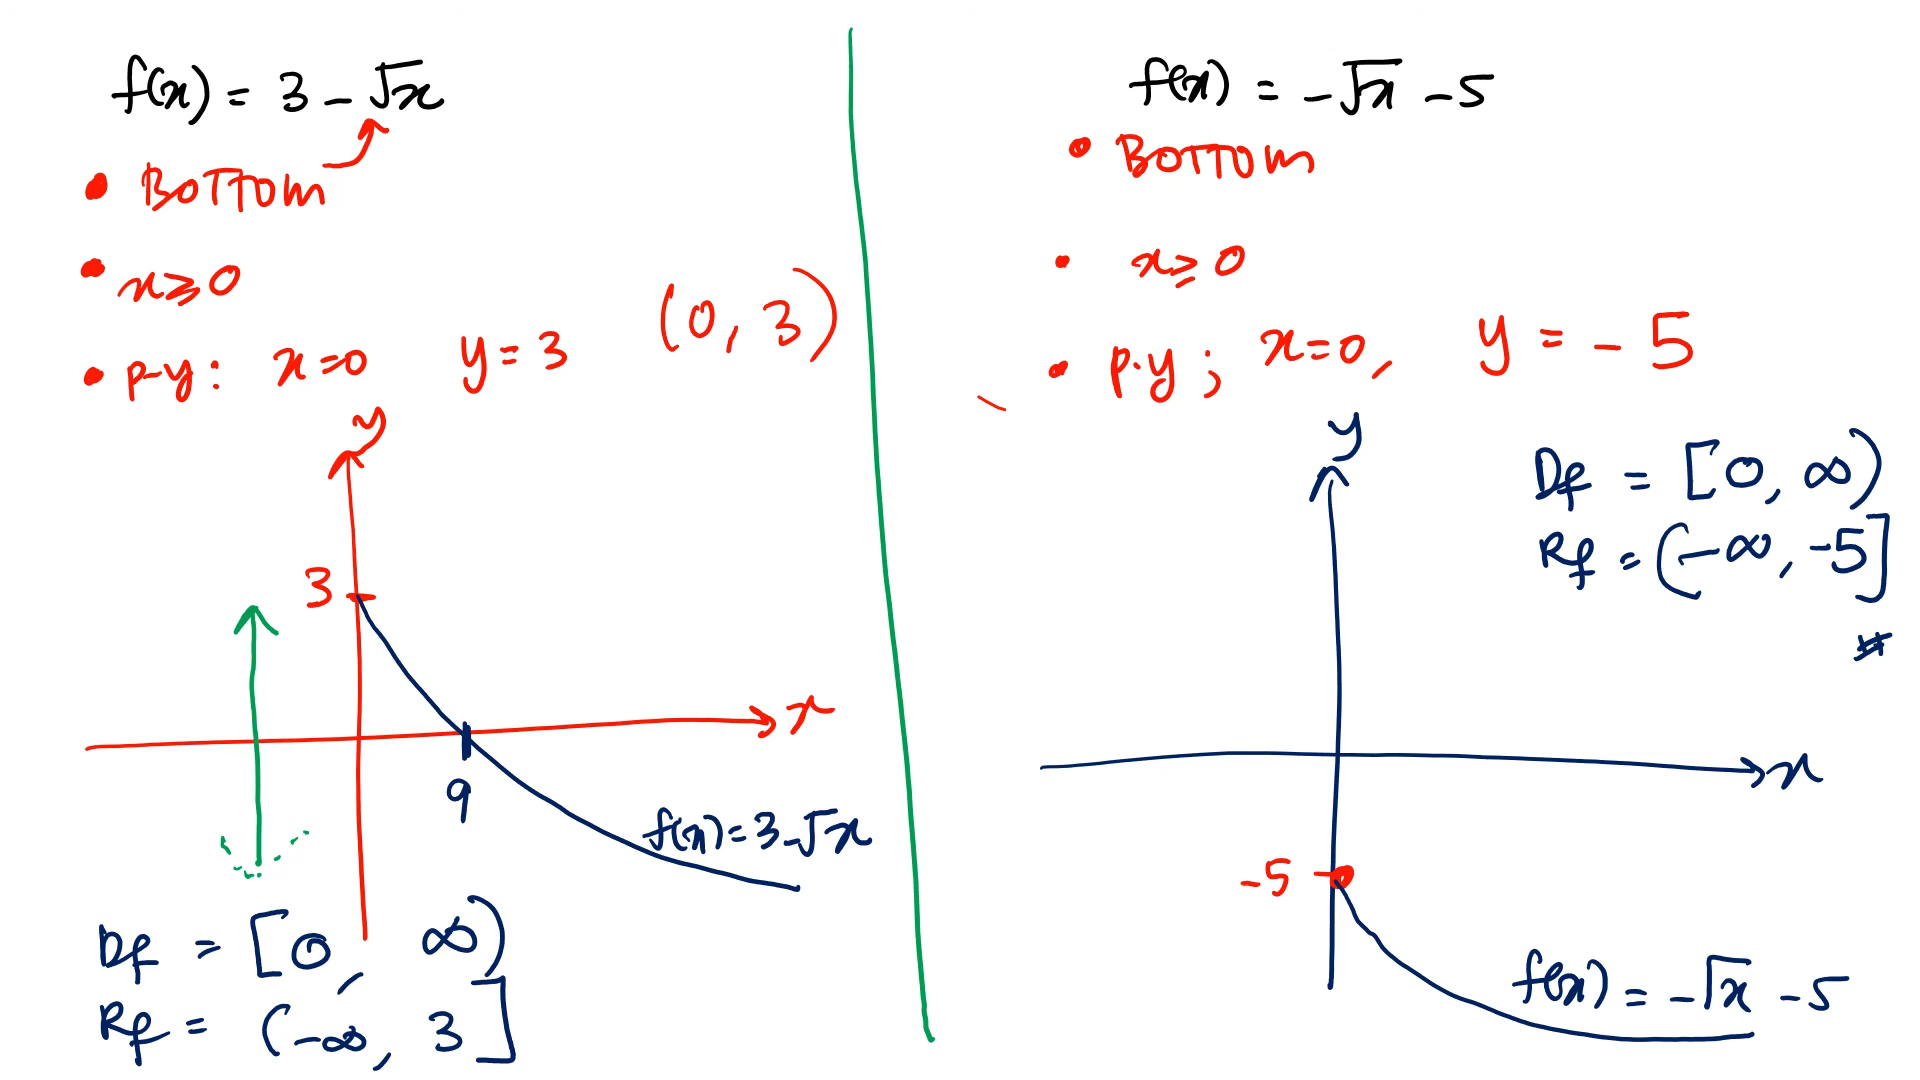 f(x) = 3 - √x
• BOTTOM
• x ≥ 0
• p-y: x=0 y = 3 (0, 3)
y
3
x
9
f(x) = 3 - √x
Df = [0, ∞)
Rf = (-∞, 3]
f(x) = -√x - 5
• BOTTOM
• x ≥ 0
• p.y ; x=0, y = -5
y
Df = [0, ∞)
Rf = (-∞, -5]
#
x
-5
f(x) = -√x - 5